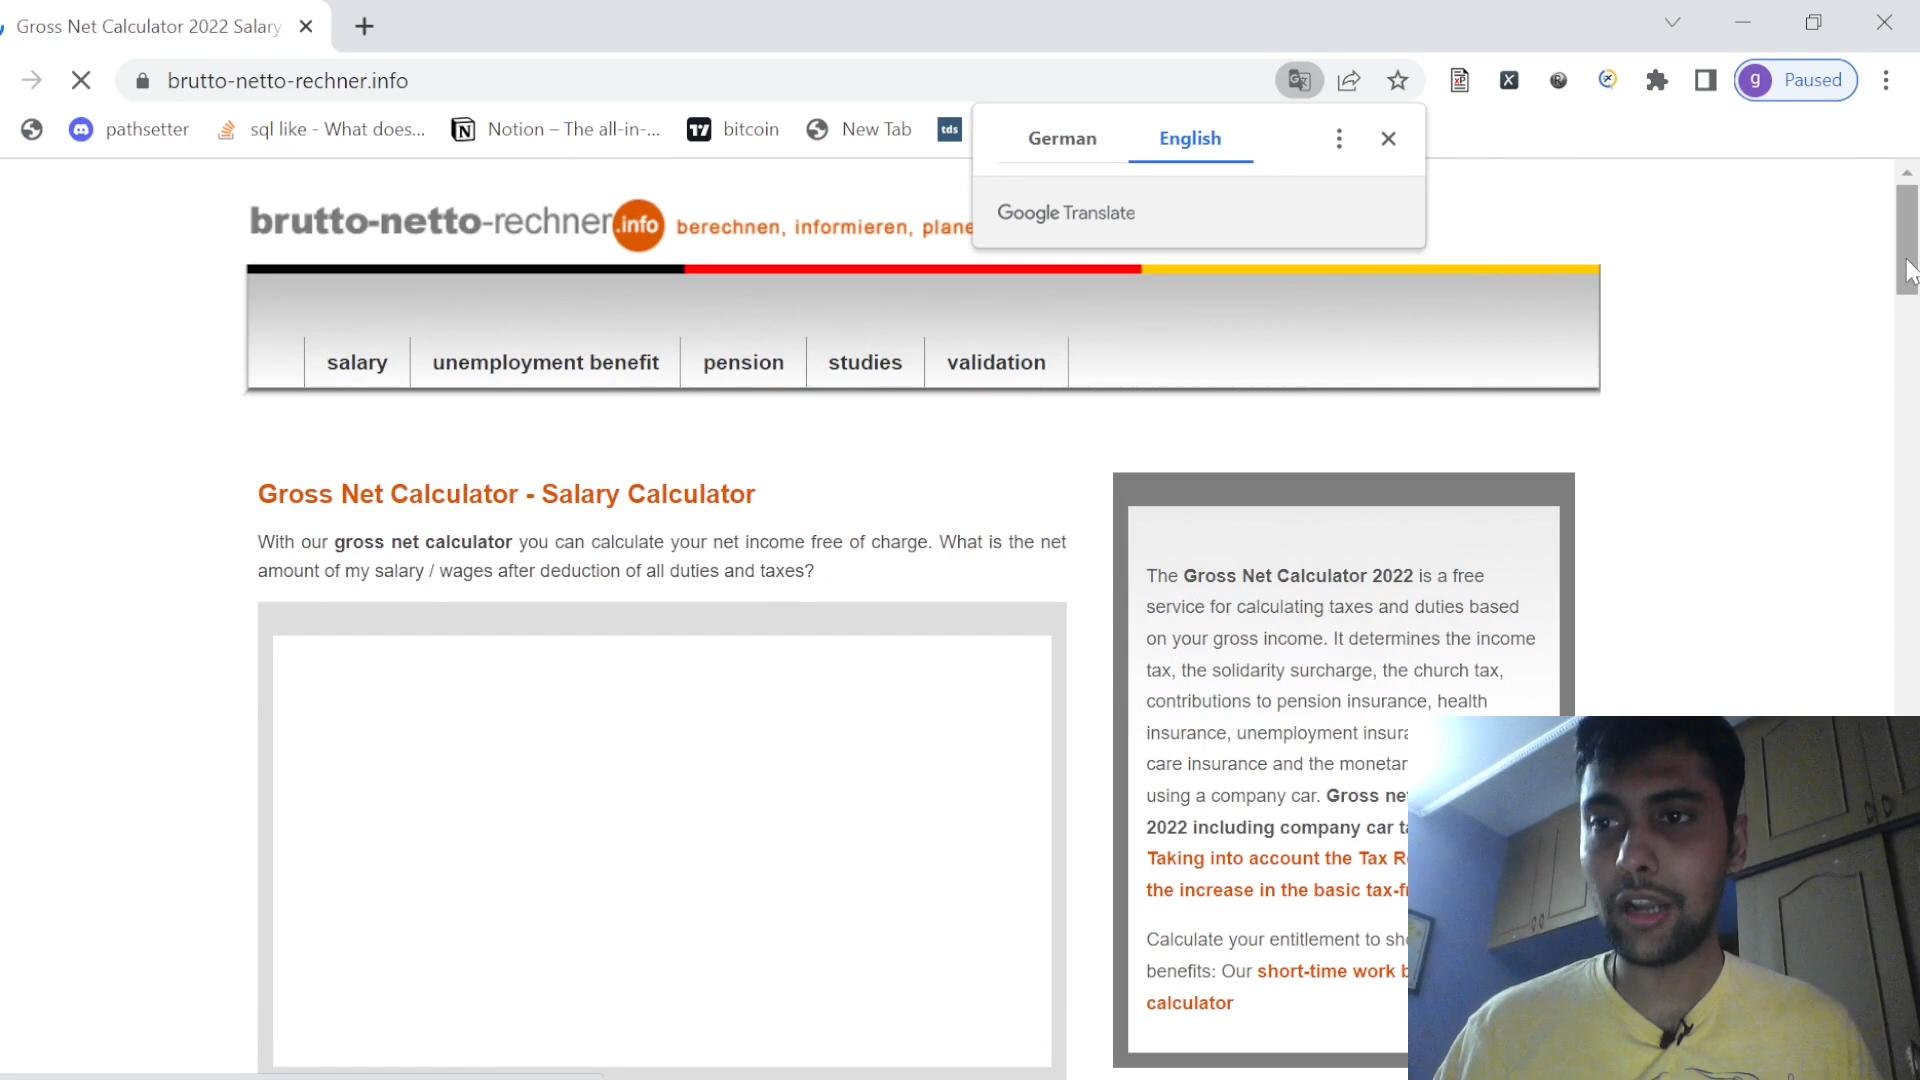 Gross Net Calculator 2022 Salary
brutto-netto-rechner.info
g Paused
pathsetter
sql like - What does...
Notion – The all-in-...
bitcoin
New Tab
tds
German English
Google Translate
brutto-netto-rechner.info berechnen, informieren, plane
salary unemployment benefit pension studies validation
Gross Net Calculator - Salary Calculator
With our gross net calculator you can calculate your net income free of charge. What is the net
amount of my salary / wages after deduction of all duties and taxes?
The Gross Net Calculator 2022 is a free
service for calculating taxes and duties based
on your gross income. It determines the income
tax, the solidarity surcharge, the church tax,
contributions to pension insurance, health
insurance, unemployment insura
care insurance and the monetar
using a company car. Gross ne
2022 including company car ta
Taking into account the Tax R
the increase in the basic tax-f
Calculate your entitlement to sh
benefits: Our short-time work b
calculator